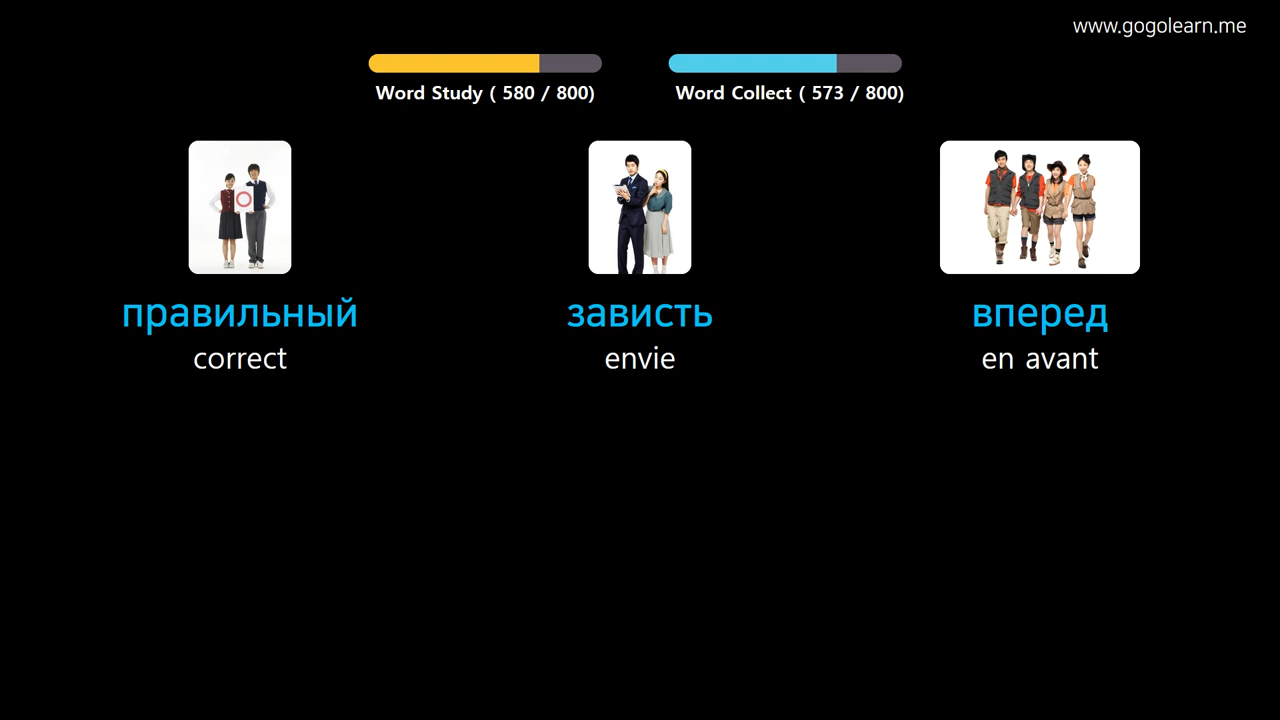 www.gogolearn.me
Word Study ( 580 / 800)
Word Collect ( 573 / 800)
правильный
correct
зависть
envie
вперед
en avant